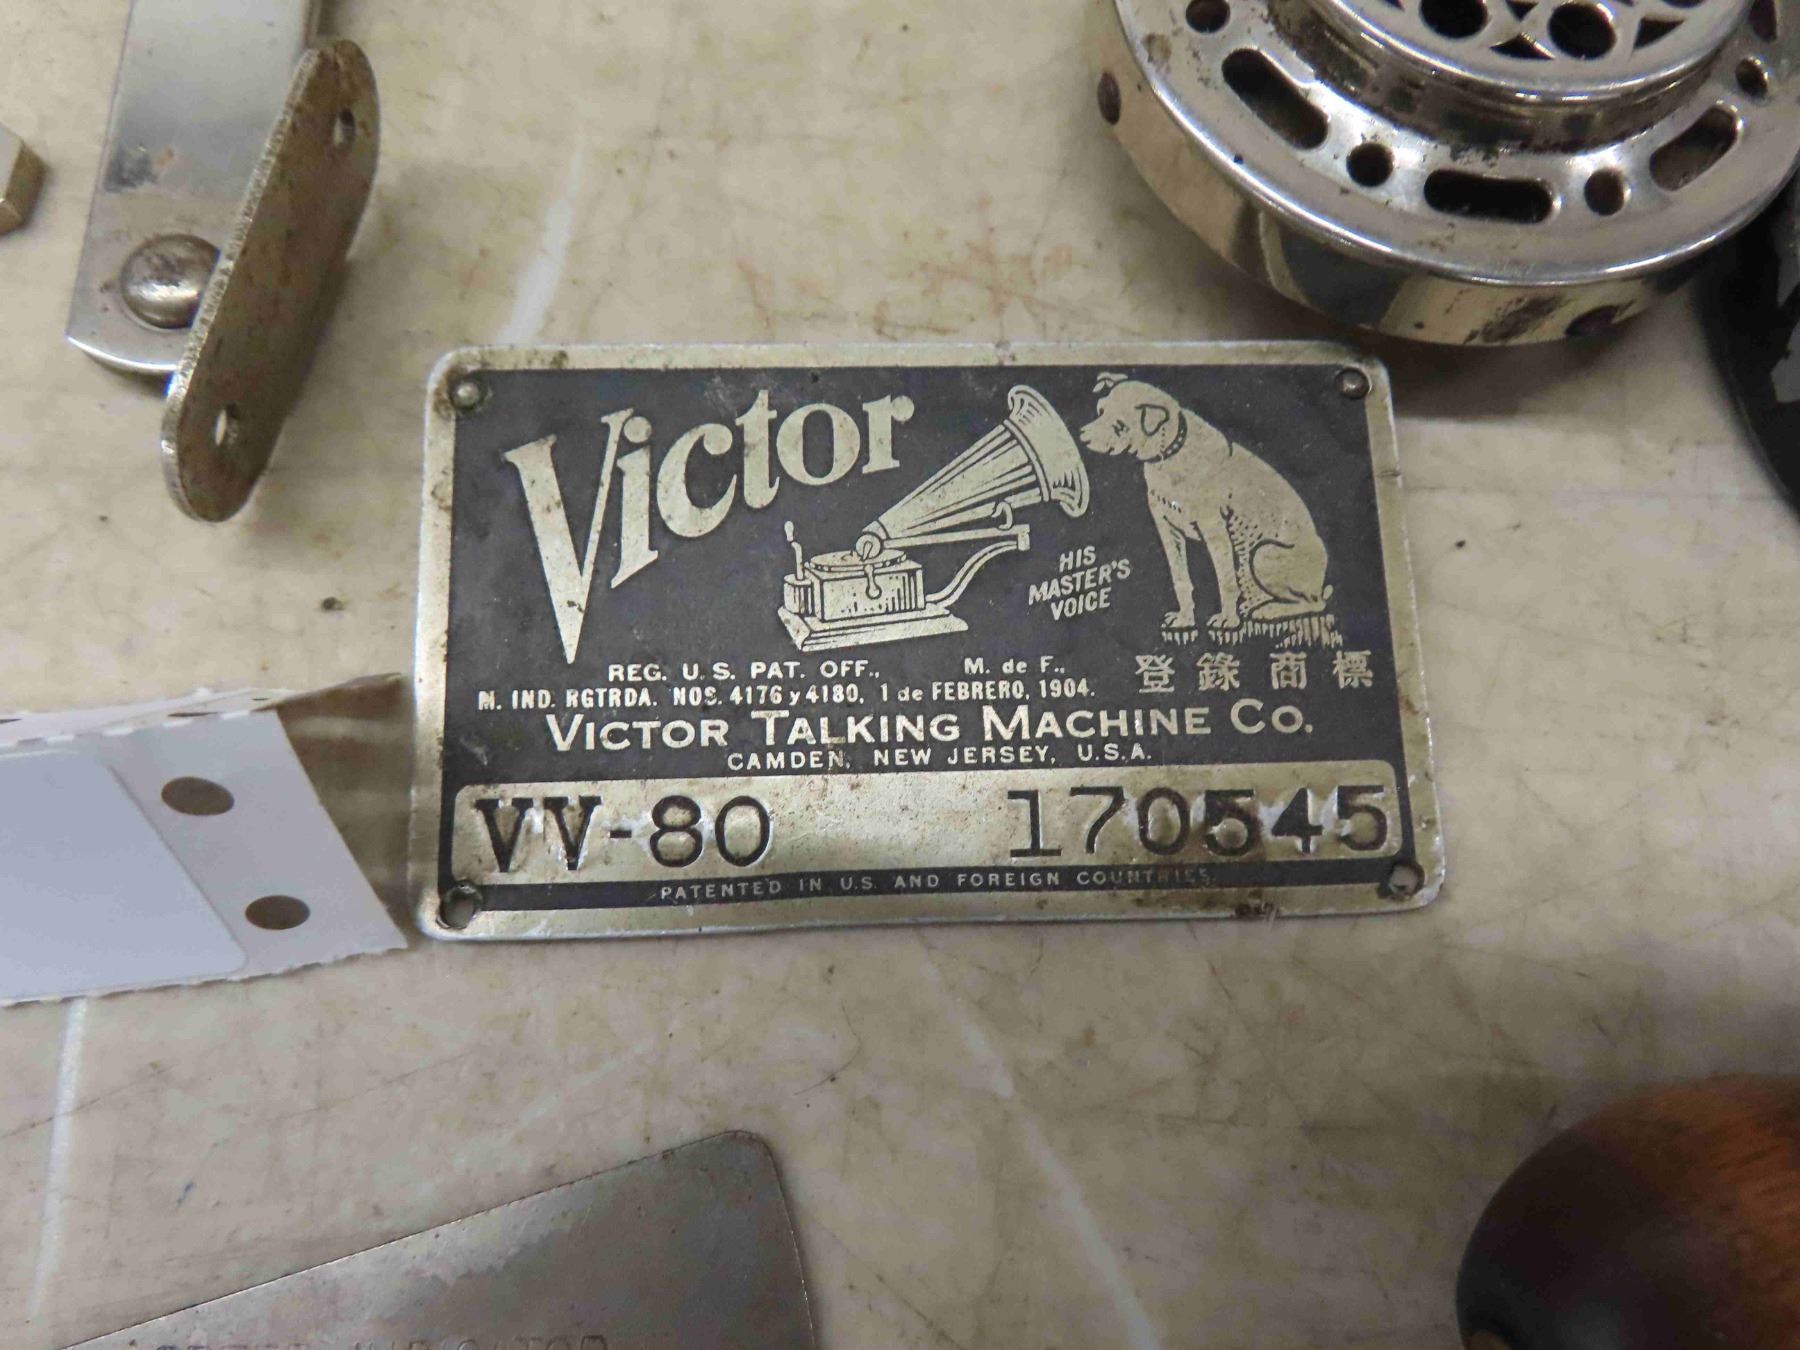 Victor
HIS
MASTER'S
VOICE
REG. U. S. PAT. OFF., M. de F., 登 錄 商 標
M. IND. RGTRDA. NOS. 4176 y 4180, 1 de FEBRERO, 1904.
VICTOR TALKING MACHINE CO.
CAMDEN, NEW JERSEY, U.S.A.
VV-80 170545
PATENTED IN U.S. AND FOREIGN COUNTRIES
INDICATOR